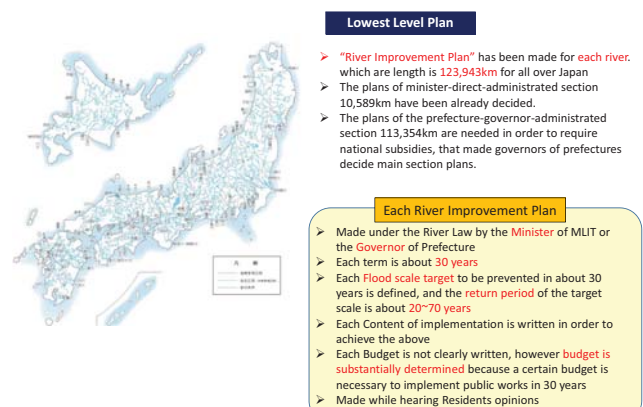 Lowest Level Plan
➢ “River Improvement Plan” has been made for each river.
which are length is 123,943km for all over Japan
➢ The plans of minister-direct-administrated section
10,589km have been already decided.
➢ The plans of the prefecture-governor-administrated
section 113,354km are needed in order to require
national subsidies, that made governors of prefectures
decide main section plans.
Each River Improvement Plan
➢ Made under the River Law by the Minister of MLIT or
the Governor of Prefecture
➢ Each term is about 30 years
➢ Each Flood scale target to be prevented in about 30
years is defined, and the return period of the target
scale is about 20~70 years
➢ Each Content of implementation is written in order to
achieve the above
➢ Each Budget is not clearly written, however budget is
substantially determined because a certain budget is
necessary to implement public works in 30 years
➢ Made while hearing Residents opinions